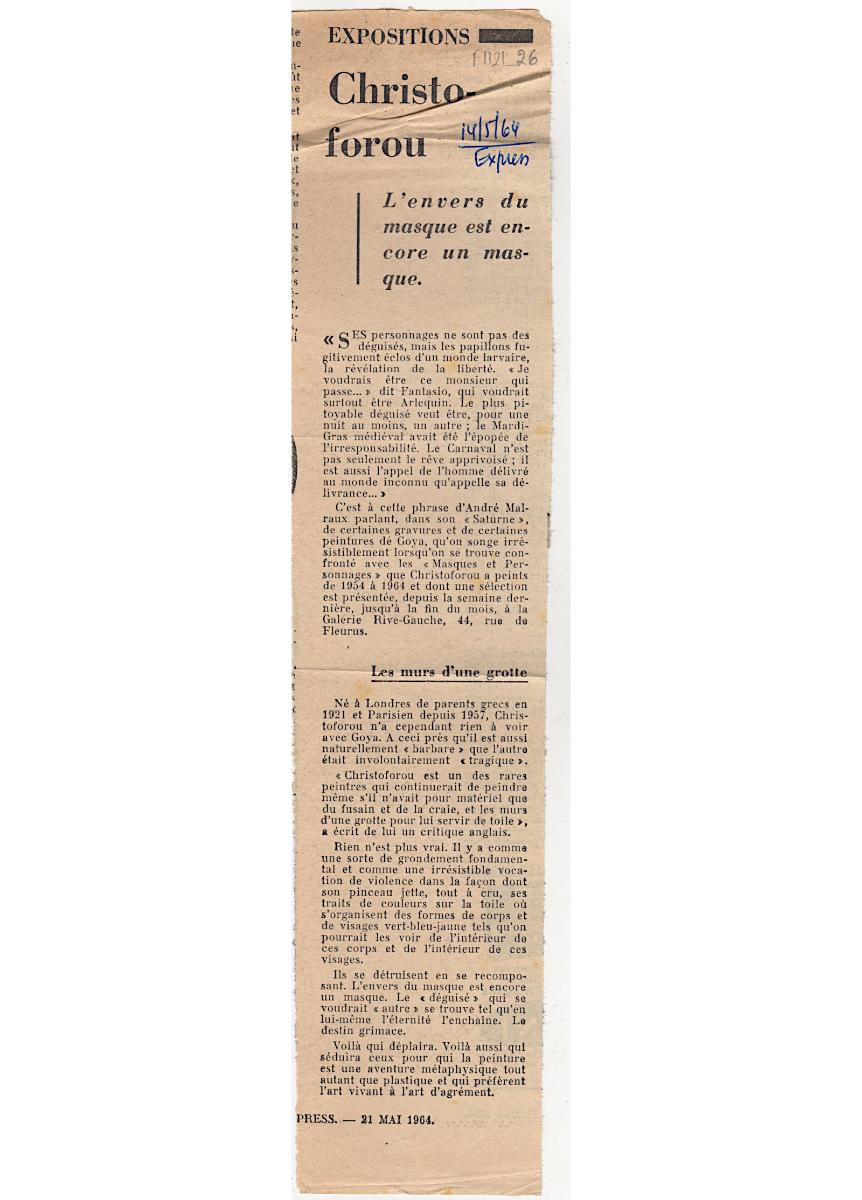 EXPOSITIONS
F1121_26
Christo-
forou
14/5/64
Express
L'envers du
masque est en-
core un mas-
que.
« SES personnages ne sont pas des
déguisés, mais les papillons fu-
gitivement éclos d'un monde larvaire,
la révélation de la liberté. « Je
voudrais être ce monsieur qui
passe... » dit Fantasio, qui voudrait
surtout être Arlequin. Le plus pi-
toyable déguisé veut être, pour une
nuit au moins, un autre ; le Mardi-
Gras médiéval avait été l'épopée de
l'irresponsabilité. Le Carnaval n'est
pas seulement le rêve apprivoisé ; il
est aussi l'appel de l'homme délivré
au monde inconnu qu'appelle sa dé-
livrance... »
C'est à cette phrase d'André Mal-
raux parlant, dans son « Saturne »,
de certaines gravures et de certaines
peintures de Goya, qu'on songe irré-
sistiblement lorsqu'on se trouve con-
fronté avec les « Masques et Per-
sonnages » que Christoforou a peints
de 1954 à 1964 et dont une sélection
est présentée, depuis la semaine der-
nière, jusqu'à la fin du mois, à la
Galerie Rive-Gauche, 44, rue de
Fleurus.
Les murs d'une grotte
Né à Londres de parents grecs en
1921 et Parisien depuis 1957, Chris-
toforou n'a cependant rien à voir
avec Goya. A ceci près qu'il est aussi
naturellement « barbare » que l'autre
était involontairement « tragique ».
« Christoforou est un des rares
peintres qui continuerait de peindre
même s'il n'avait pour matériel que
du fusain et de la craie, et les murs
d'une grotte pour lui servir de toile »,
a écrit de lui un critique anglais.
Rien n'est plus vrai. Il y a comme
une sorte de grondement fondamen-
tal et comme une irrésistible voca-
tion de violence dans la façon dont
son pinceau jette, tout à cru, ses
traits de couleurs sur la toile où
s'organisent des formes de corps et
de visages vert-bleu-jaune tels qu'on
pourrait les voir de l'intérieur de
ces corps et de l'intérieur de ces
visages.
Ils se détruisent en se recompo-
sant. L'envers du masque est encore
un masque. Le « déguisé » qui se
voudrait « autre » se trouve tel qu'en
lui-même l'éternité l'enchaîne. Le
destin grimace.
Voilà qui déplaira. Voilà aussi qui
séduira ceux pour qui la peinture
est une aventure métaphysique tout
autant que plastique et qui préfèrent
l'art vivant à l'art d'agrément.
PRESS. — 21 MAI 1964.